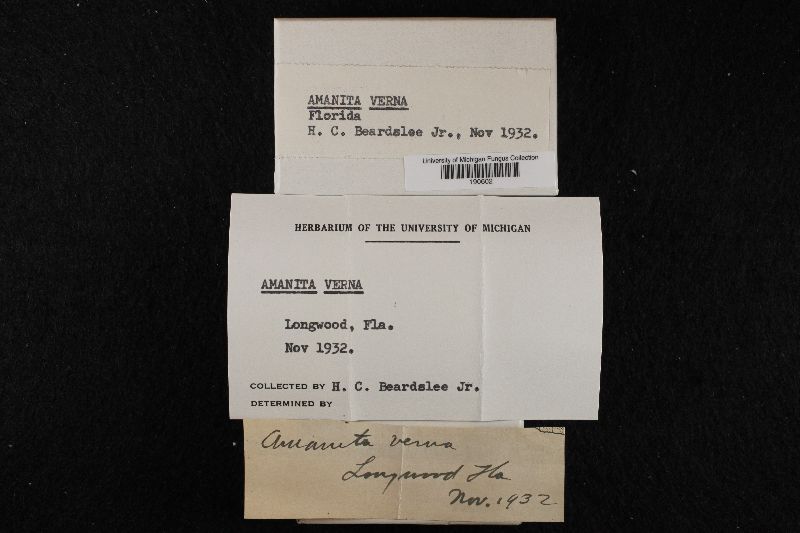 AMANITA VERNA
Florida
H. C. Beardslee Jr., Nov 1932.
University of Michigan Fungus Collection
190602
HERBARIUM OF THE UNIVERSITY OF MICHIGAN
AMANITA VERNA
Longwood, Fla.
Nov 1932.
COLLECTED BY H. C. Beardslee Jr.
DETERMINED BY
Amanita verna
Longwood Fla
Nov. 1932